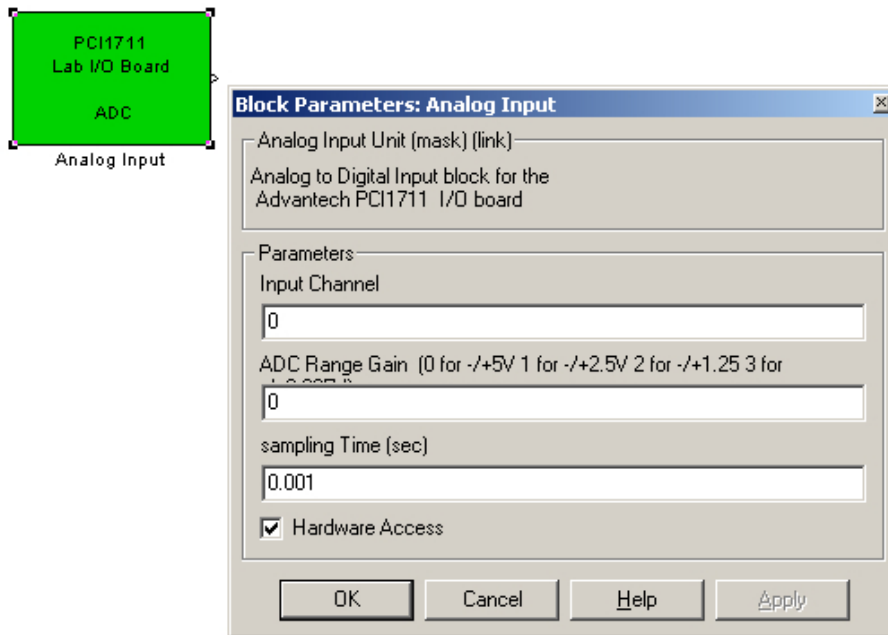 PCI1711
Lab I/O Board
ADC
Analog Input
Block Parameters: Analog Input
Analog Input Unit (mask) (link)
Analog to Digital Input block for the
Advantech PCI1711 I/O board
Parameters
Input Channel
0
ADC Range Gain (0 for -/+5V 1 for -/+2.5V 2 for -/+1.25 3 for
0
sampling Time (sec)
0.001
Hardware Access
OK
Cancel
Help
Apply